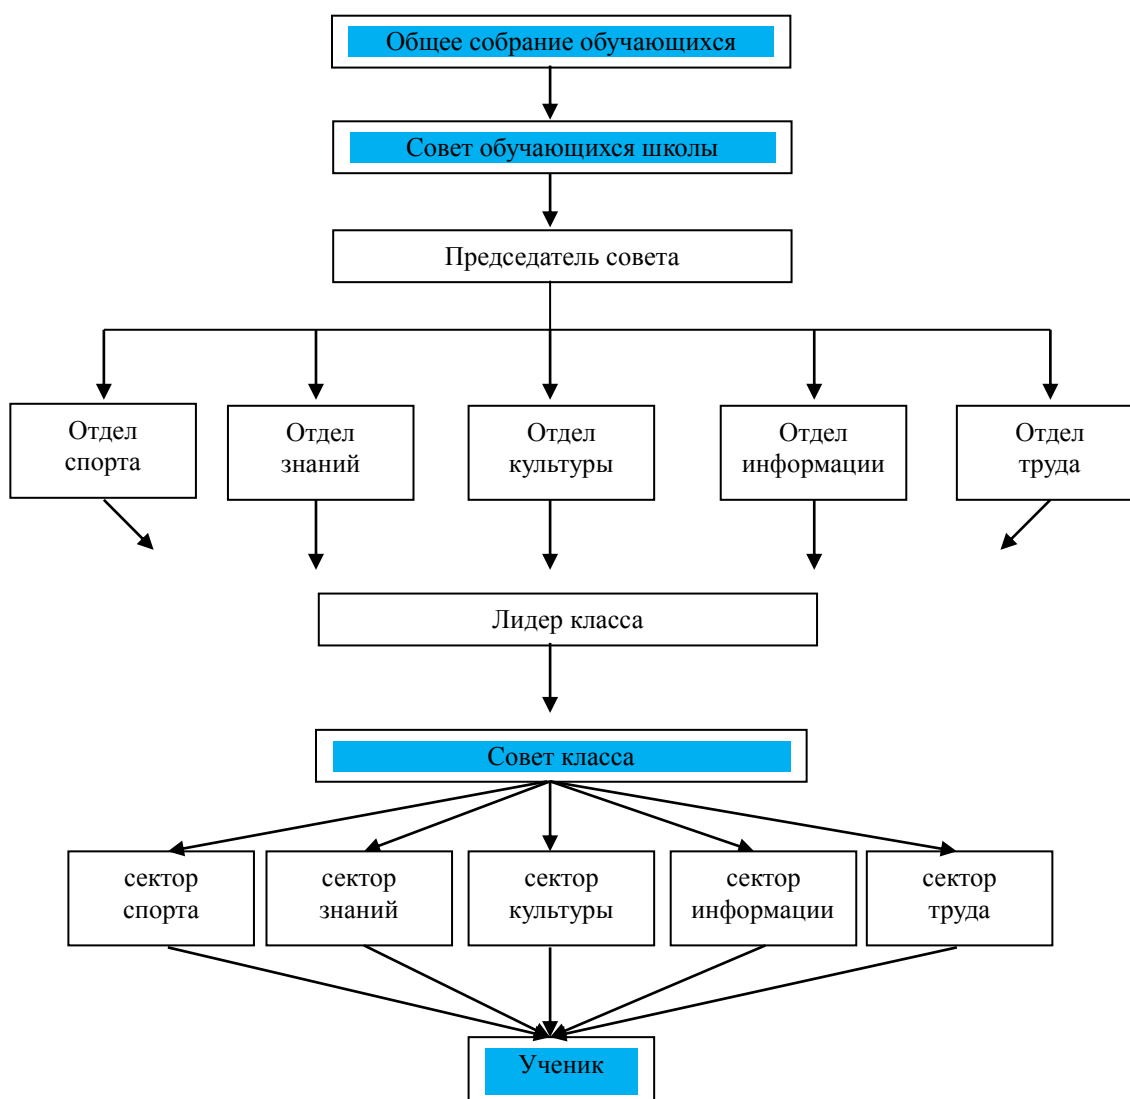 Общее собрание обучающихся
Совет обучающихся школы
Председатель совета
Отдел
спорта
Отдел
знаний
Отдел
культуры
Отдел
информации
Отдел
труда
Лидер класса
Совет класса
сектор
спорта
сектор
знаний
сектор
культуры
сектор
информации
сектор
труда
Ученик